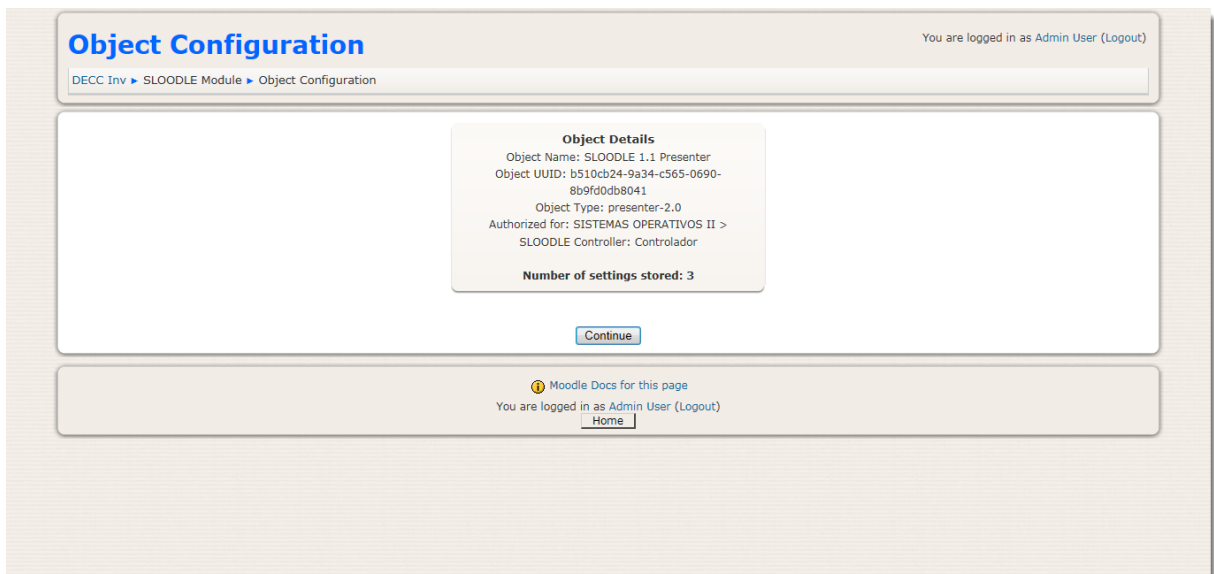 Object Configuration
You are logged in as Admin User (Logout)
DECC Inv ► SLOODLE Module ► Object Configuration
Object Details
Object Name: SLOODLE 1.1 Presenter
Object UUID: b510cb24-9a34-c565-0690-
8b9fd0db8041
Object Type: presenter-2.0
Authorized for: SISTEMAS OPERATIVOS II >
SLOODLE Controller: Controlador
Number of settings stored: 3
Continue
Moodle Docs for this page
You are logged in as Admin User (Logout)
Home